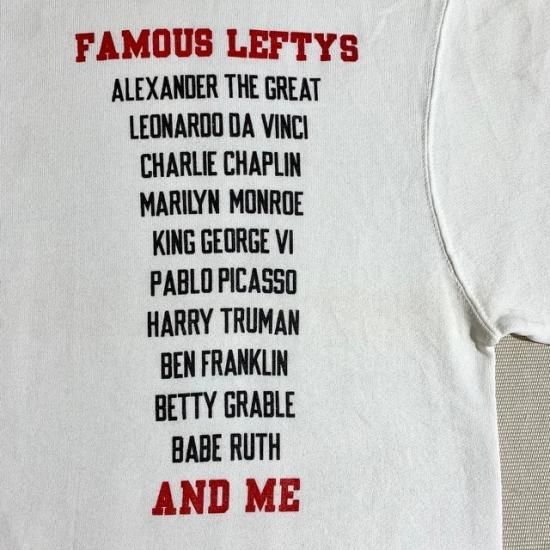 FAMOUS LEFTYS
ALEXANDER THE GREAT
LEONARDO DA VINCI
CHARLIE CHAPLIN
MARILYN MONROE
KING GEORGE VI
PABLO PICASSO
HARRY TRUMAN
BEN FRANKLIN
BETTY GRABLE
BABE RUTH
AND ME